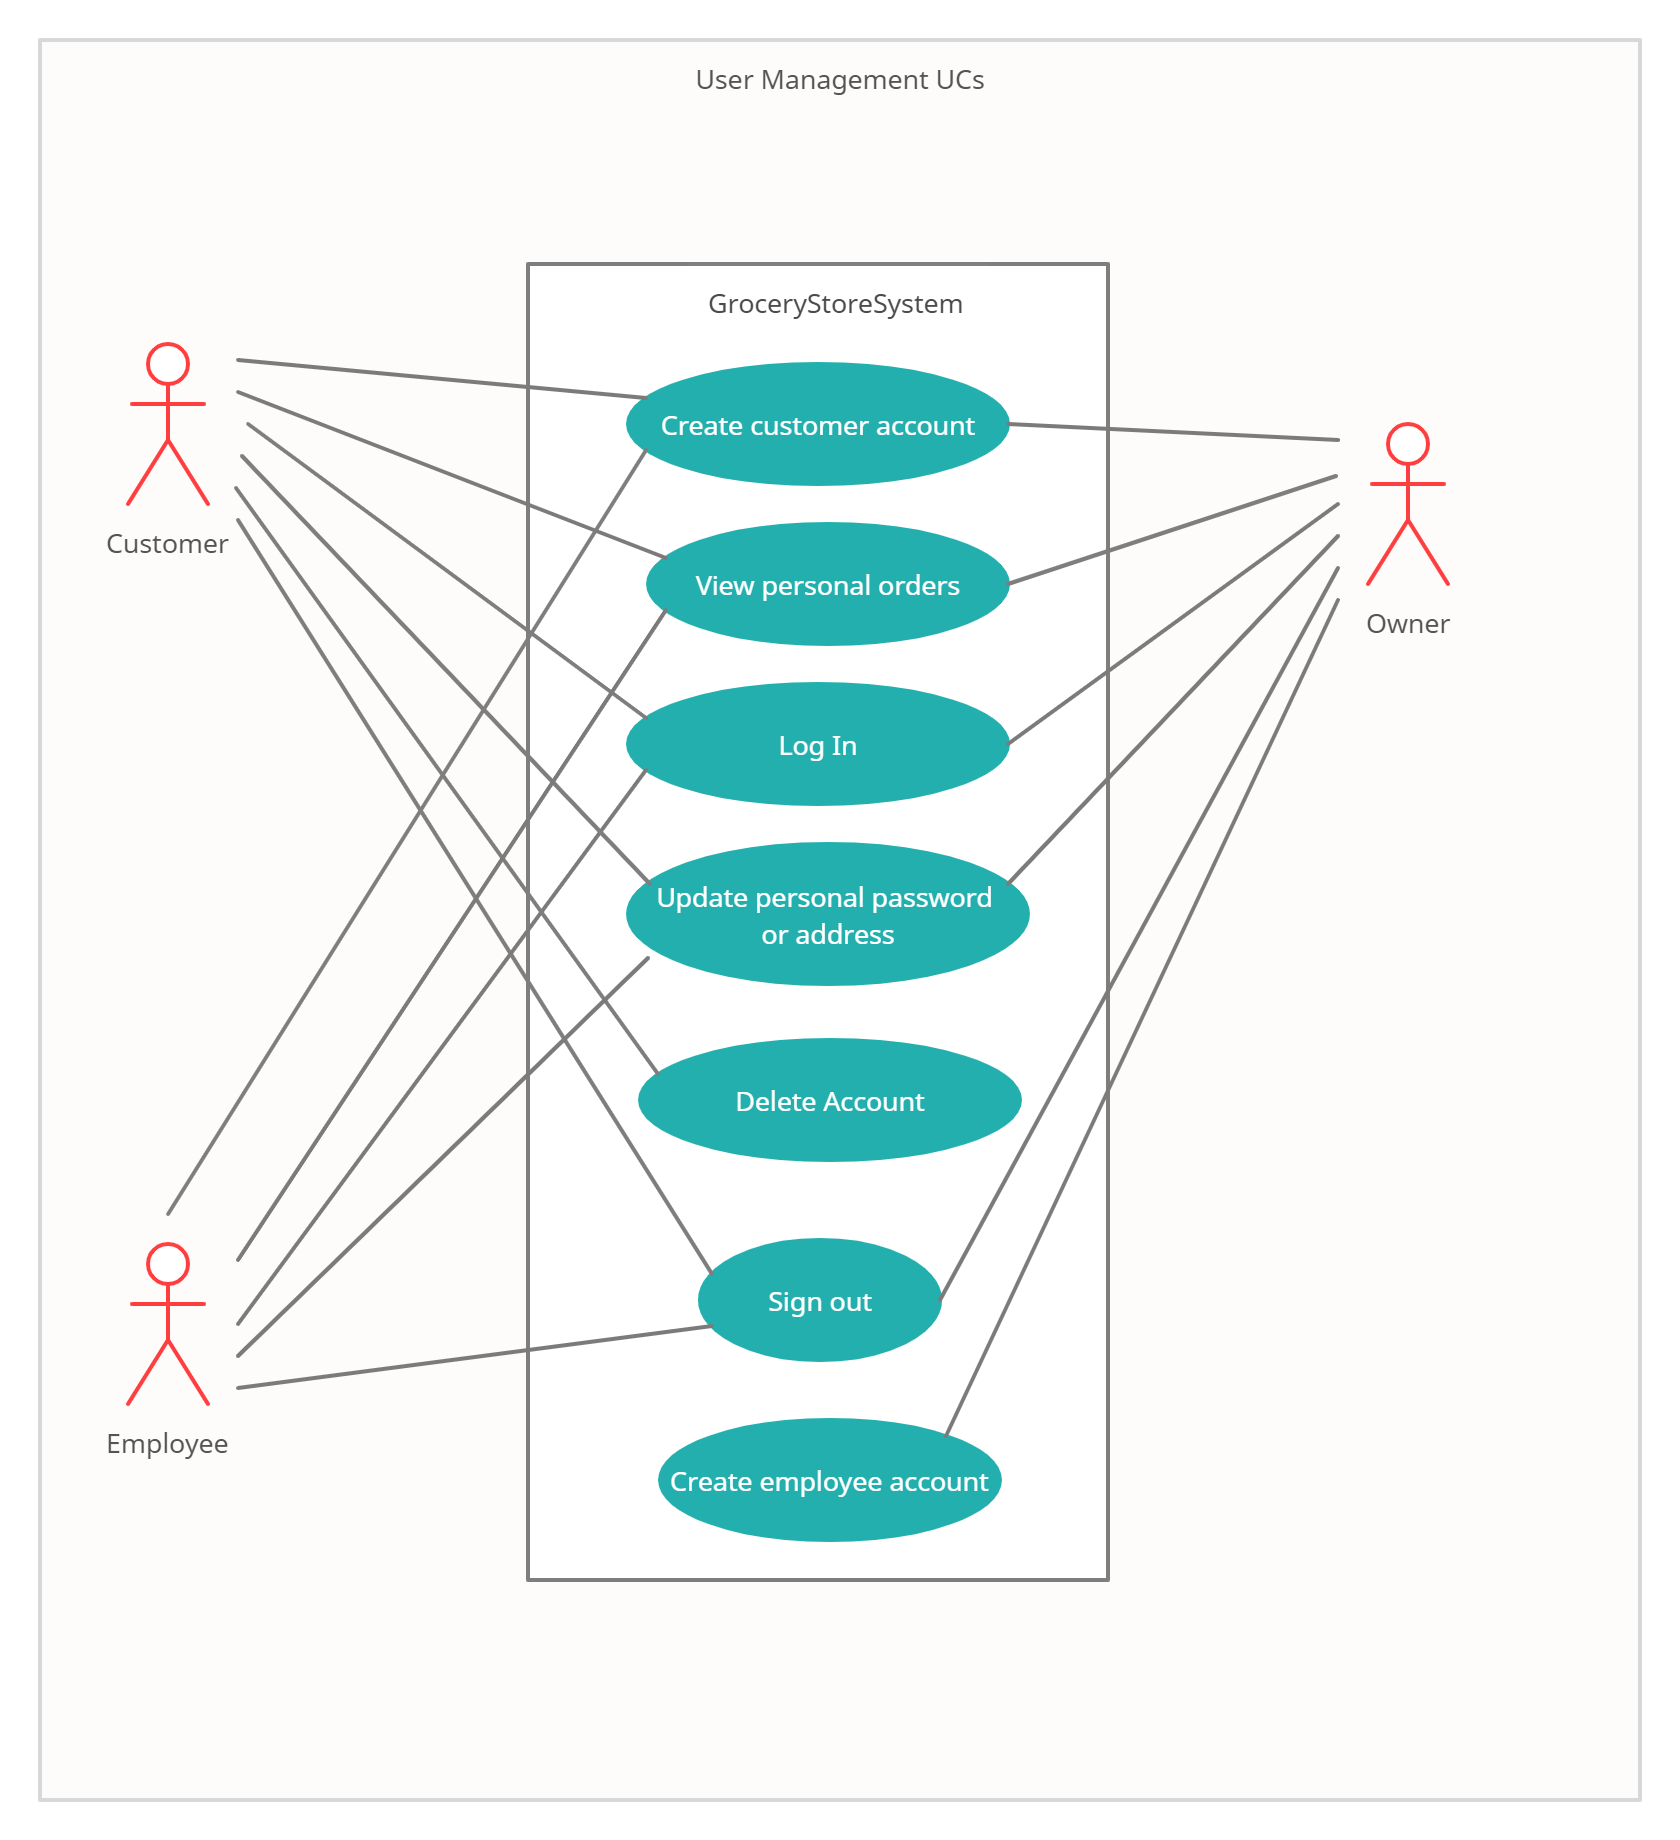 User Management UCs
GroceryStoreSystem
Create customer account
View personal orders
Customer
Owner
Log In
Update personal password
or address
Delete Account
Sign out
Employee
Create employee account